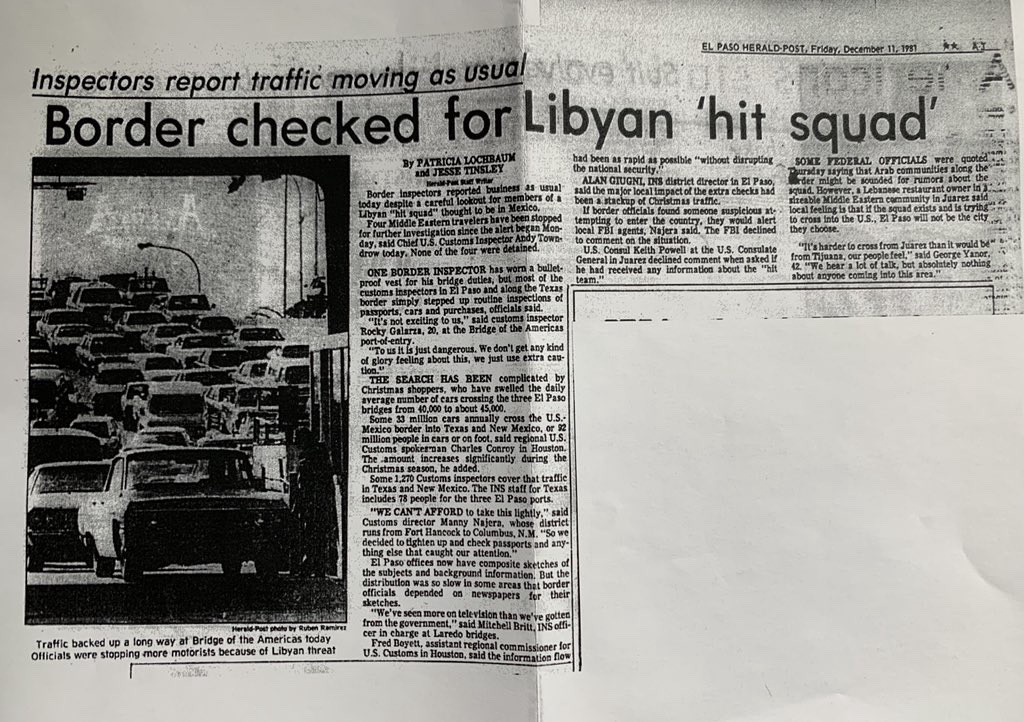 EL PASO HERALD-POST, Friday, December 11, 1981 ★★ A-1
Inspectors report traffic moving as usual
Border checked for Libyan 'hit squad'
By PATRICIA LOCHBAUM
and JESSE TINSLEY
Herald-Post Staff Writer
Border inspectors reported business as usual
today despite a careful lookout for members of a
Libyan "hit squad" thought to be in Mexico.
Four Middle Eastern travelers have been stopped
for further investigation since the alert began Mon-
day, said Chief U.S. Customs Inspector Andy Town-
drow today. None of the four were detained.
ONE BORDER INSPECTOR has worn a bullet-
proof vest for his bridge duties, but most of the
customs inspectors in El Paso and along the Texas
border simply stepped up routine inspections of
passports, cars and purchases, officials said.
"It's not exciting to us," said customs inspector
Rocky Galarza, 20, at the Bridge of the Americas
port-of-entry.
"To us it is just dangerous. We don't get any kind
of glory feeling about this, we just use extra cau-
tion."
THE SEARCH HAS BEEN complicated by
Christmas shoppers, who have swelled the daily
average number of cars crossing the three El Paso
bridges from 40,000 to about 45,000.
Some 33 million cars annually cross the U.S.-
Mexico border into Texas and New Mexico, or 92
million people in cars or on foot, said regional U.S.
Customs spokesman Charles Conroy in Houston.
The amount increases significantly during the
Christmas season, he added.
Some 1,270 Customs inspectors cover that traffic
in Texas and New Mexico. The INS staff for Texas
includes 78 people for the three El Paso ports.
"WE CAN'T AFFORD to take this lightly," said
Customs director Manny Najera, whose district
runs from Fort Hancock to Columbus, N.M. "So we
decided to tighten up and check passports and any-
thing else that caught our attention."
El Paso offices now have composite sketches of
the subjects and background information. But the
distribution was so slow in some areas that border
officials depended on newspapers for their
sketches.
"We've seen more on television than we've gotten
from the government," said Mitchell Britt, INS offi-
cer in charge at Laredo bridges.
Fred Boyett, assistant regional commissioner for
U.S. Customs in Houston, said the information flow
had been as rapid as possible "without disrupting
the national security."
ALAN GIUGNI, INS district director in El Paso,
said the major local impact of the extra checks had
been a stackup of Christmas traffic.
If border officials found someone suspicious at-
tempting to enter the country, they would alert
local FBI agents, Najera said. The FBI declined
to comment on the situation.
U.S. Consul Keith Powell at the U.S. Consulate
General in Juarez declined comment when asked if
he had received any information about the "hit
team."
SOME FEDERAL OFFICIALS were quoted
Thursday saying that Arab communities along the
border might be sounded for rumors about the
squad. However, a Lebanese restaurant owner in a
sizeable Middle Eastern community in Juarez said
local feeling is that if the squad exists and is trying
to cross into the U.S., El Paso will not be the city
they choose.
"It's harder to cross from Juarez than it would be
from Tijuana, our people feel," said George Yanor,
42. "We hear a lot of talk, but absolutely nothing
about anyone coming into this area."
Herald-Post photo by Ruben Ramirez
Traffic backed up a long way at Bridge of the Americas today
Officials were stopping more motorists because of Libyan threat